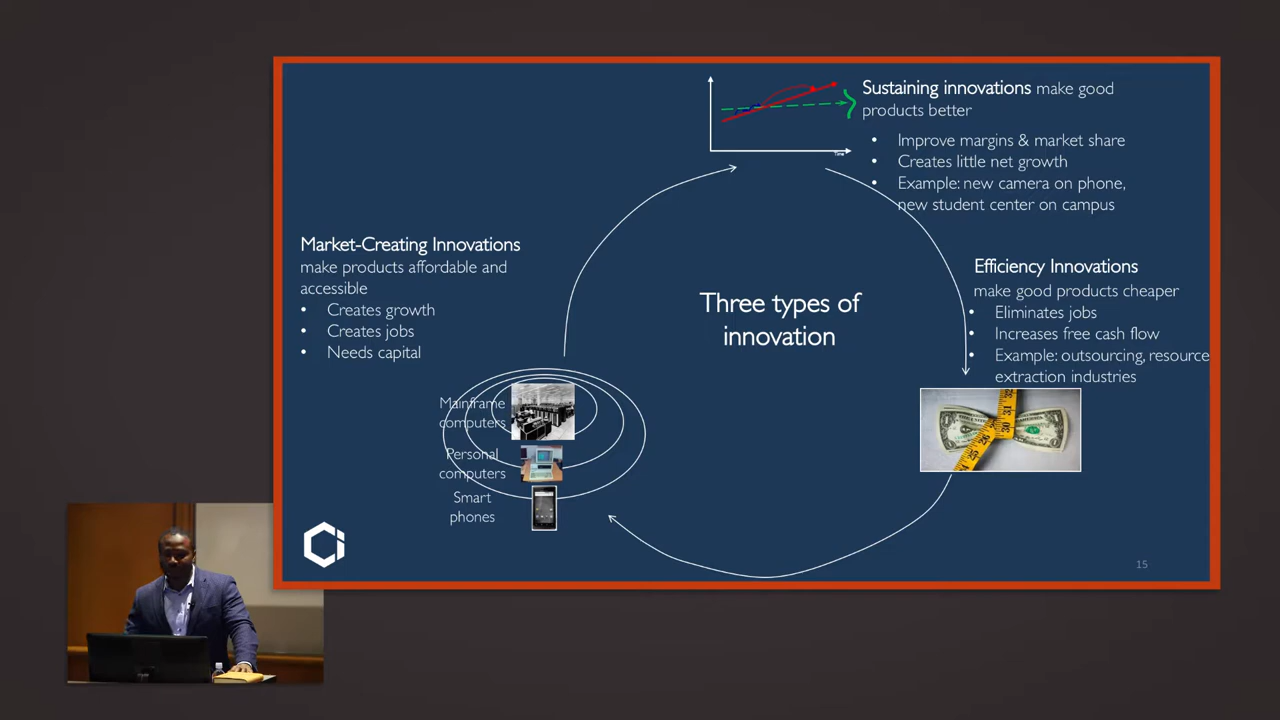 Time
Sustaining innovations make good
products better
• Improve margins & market share
• Creates little net growth
• Example: new camera on phone,
new student center on campus
Market-Creating Innovations
make products affordable and
accessible
• Creates growth
• Creates jobs
• Needs capital
Three types of
innovation
Efficiency Innovations
make good products cheaper
• Eliminates jobs
• Increases free cash flow
• Example: outsourcing, resource
extraction industries
Mainframe
computers
Personal
computers
Smart
phones
15